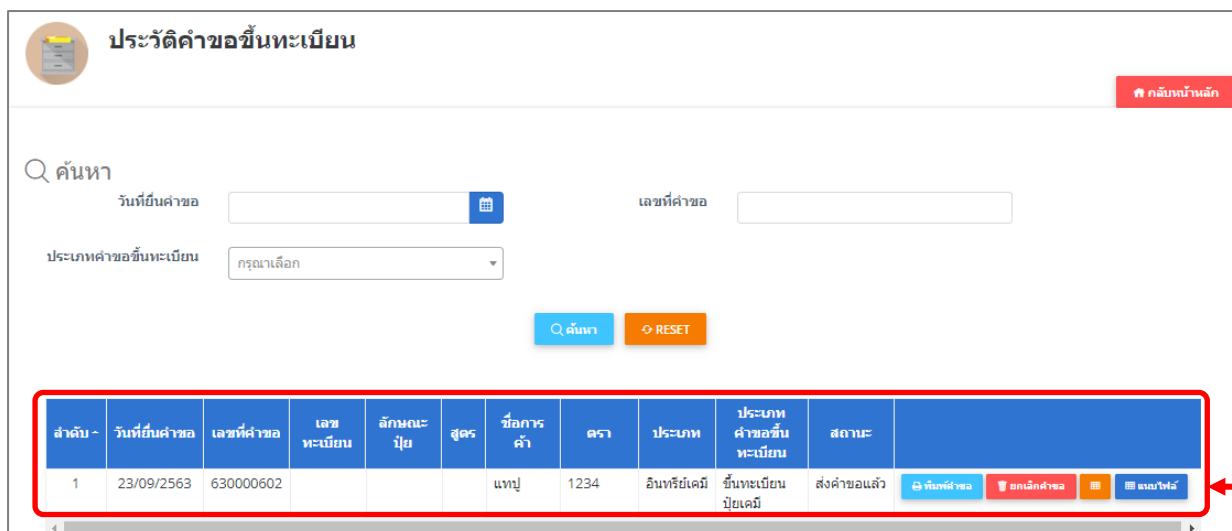 ประวัติคำขอขึ้นทะเบียน
กลับหน้าหลัก
ค้นหา
วันที่ยื่นคำขอ
เลขที่คำขอ
ประเภทคำขอขึ้นทะเบียน
กรุณาเลือก
ค้นหา
RESET
ลำดับ
วันที่ยื่นคำขอ
เลขที่คำขอ
เลข
ทะเบียน
ลักษณะ
ปุ๋ย
สูตร
ชื่อการ
ค้า
ตรา
ประเภท
ประเภท
คำขอขึ้น
ทะเบียน
สถานะ
1
23/09/2563
630000602
แทปู
1234
อินทรีย์เคมี
ขึ้นทะเบียน
ปุ๋ยเคมี
ส่งคำขอแล้ว
พิมพ์คำขอ
ยกเลิกคำขอ
แนบไฟล์